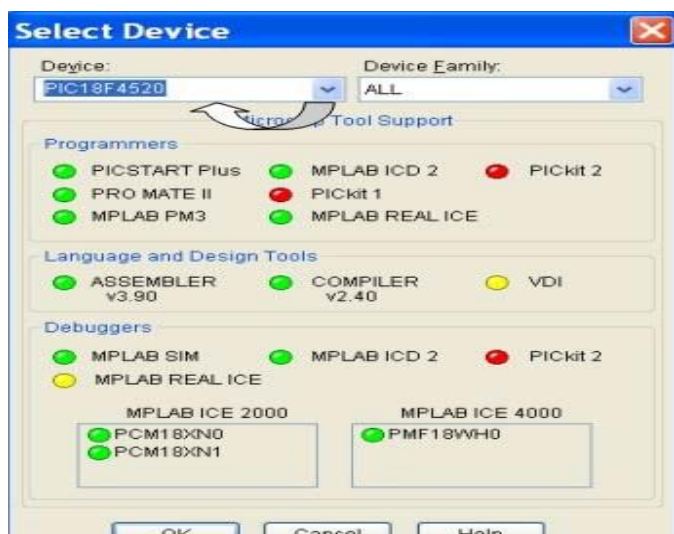 Select Device
Device: Device Family:
PIC18F4520 ALL
Tool Support
Programmers
PICSTART Plus MPLAB ICD 2 PICkit 2
PRO MATE II PICkit 1
MPLAB PM3 MPLAB REAL ICE
Language and Design Tools
ASSEMBLER COMPILER VDI
v3.90 v2.40
Debuggers
MPLAB SIM MPLAB ICD 2 PICkit 2
MPLAB REAL ICE
MPLAB ICE 2000 MPLAB ICE 4000
PCM18XN0 PMF18WH0
PCM18XN1
OK Cancel Help